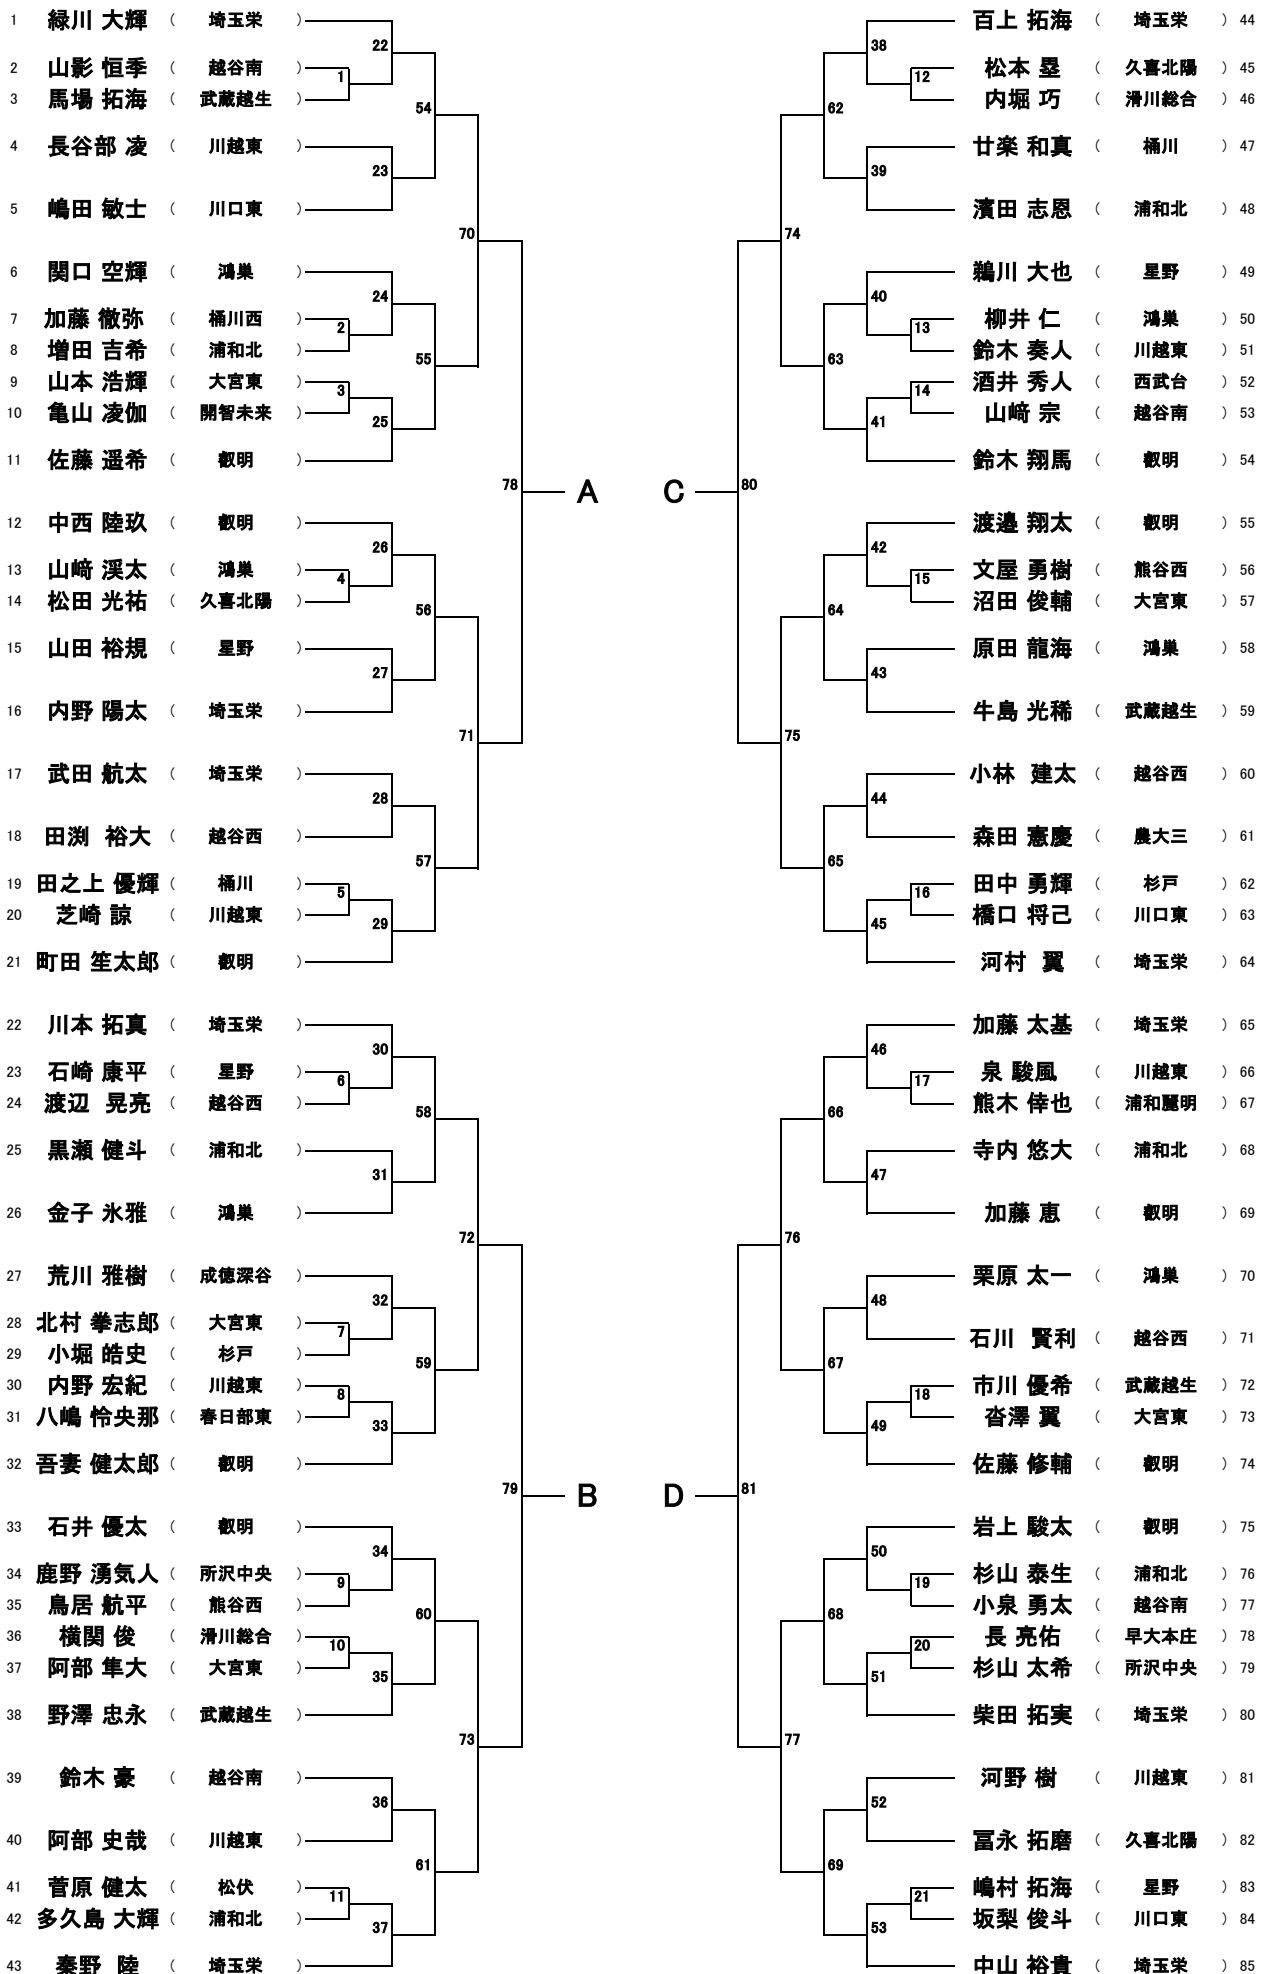 1 緑川 大輝 ( 埼玉栄 )
2 山影 恒季 ( 越谷南 )
3 馬場 拓海 ( 武蔵越生 )
4 長谷部 凌 ( 川越東 )
5 嶋田 敏士 ( 川口東 )
6 関口 空輝 ( 鴻巣 )
7 加藤 徹弥 ( 桶川西 )
8 増田 吉希 ( 浦和北 )
9 山本 浩輝 ( 大宮東 )
10 亀山 凌伽 ( 開智未来 )
11 佐藤 遥希 ( 叡明 )
12 中西 陸玖 ( 叡明 )
13 山﨑 渓太 ( 鴻巣 )
14 松田 光祐 ( 久喜北陽 )
15 山田 裕規 ( 星野 )
16 内野 陽太 ( 埼玉栄 )
17 武田 航太 ( 埼玉栄 )
18 田渕 裕大 ( 越谷西 )
19 田之上 優輝 ( 桶川 )
20 芝崎 諒 ( 川越東 )
21 町田 笙太郎 ( 叡明 )
22 川本 拓真 ( 埼玉栄 )
23 石崎 康平 ( 星野 )
24 渡辺 晃亮 ( 越谷西 )
25 黒瀬 健斗 ( 浦和北 )
26 金子 氷雅 ( 鴻巣 )
27 荒川 雅樹 ( 成徳深谷 )
28 北村 拳志郎 ( 大宮東 )
29 小堀 皓史 ( 杉戸 )
30 内野 宏紀 ( 川越東 )
31 八嶋 怜央那 ( 春日部東 )
32 吾妻 健太郎 ( 叡明 )
33 石井 優太 ( 叡明 )
34 鹿野 湧気人 ( 所沢中央 )
35 鳥居 航平 ( 熊谷西 )
36 横関 俊 ( 滑川総合 )
37 阿部 隼大 ( 大宮東 )
38 野澤 忠永 ( 武蔵越生 )
39 鈴木 豪 ( 越谷南 )
40 阿部 史哉 ( 川越東 )
41 菅原 健太 ( 松伏 )
42 多久島 大輝 ( 浦和北 )
43 秦野 陸 ( 埼玉栄 )
1
2
3
4
5
6
7
8
9
10
11
22
23
24
25
26
27
28
29
30
31
32
33
34
35
36
37
54
55
56
57
58
59
60
61
70
71
72
73
78
79
A
B
C
D
80
81
74
75
76
77
62
63
64
65
66
67
68
69
38
39
40
41
42
43
44
45
46
47
48
49
50
51
52
53
12
13
14
15
16
17
18
19
20
21
百上 拓海 ( 埼玉栄 ) 44
松本 塁 ( 久喜北陽 ) 45
内堀 巧 ( 滑川総合 ) 46
廿楽 和真 ( 桶川 ) 47
濱田 志恩 ( 浦和北 ) 48
鵜川 大也 ( 星野 ) 49
柳井 仁 ( 鴻巣 ) 50
鈴木 奏人 ( 川越東 ) 51
酒井 秀人 ( 西武台 ) 52
山﨑 宗 ( 越谷南 ) 53
鈴木 翔馬 ( 叡明 ) 54
渡邉 翔太 ( 叡明 ) 55
文屋 勇樹 ( 熊谷西 ) 56
沼田 俊輔 ( 大宮東 ) 57
原田 龍海 ( 鴻巣 ) 58
牛島 光稀 ( 武蔵越生 ) 59
小林 建太 ( 越谷西 ) 60
森田 憲慶 ( 農大三 ) 61
田中 勇輝 ( 杉戸 ) 62
橋口 将己 ( 川口東 ) 63
河村 翼 ( 埼玉栄 ) 64
加藤 太基 ( 埼玉栄 ) 65
泉 駿風 ( 川越東 ) 66
熊木 倖也 ( 浦和麗明 ) 67
寺内 悠大 ( 浦和北 ) 68
加藤 恵 ( 叡明 ) 69
栗原 太一 ( 鴻巣 ) 70
石川 賢利 ( 越谷西 ) 71
市川 優希 ( 武蔵越生 ) 72
沓澤 翼 ( 大宮東 ) 73
佐藤 修輔 ( 叡明 ) 74
岩上 駿太 ( 叡明 ) 75
杉山 泰生 ( 浦和北 ) 76
小泉 勇太 ( 越谷南 ) 77
長 亮佑 ( 早大本庄 ) 78
杉山 太希 ( 所沢中央 ) 79
柴田 拓実 ( 埼玉栄 ) 80
河野 樹 ( 川越東 ) 81
冨永 拓磨 ( 久喜北陽 ) 82
嶋村 拓海 ( 星野 ) 83
坂梨 俊斗 ( 川口東 ) 84
中山 裕貴 ( 埼玉栄 ) 85